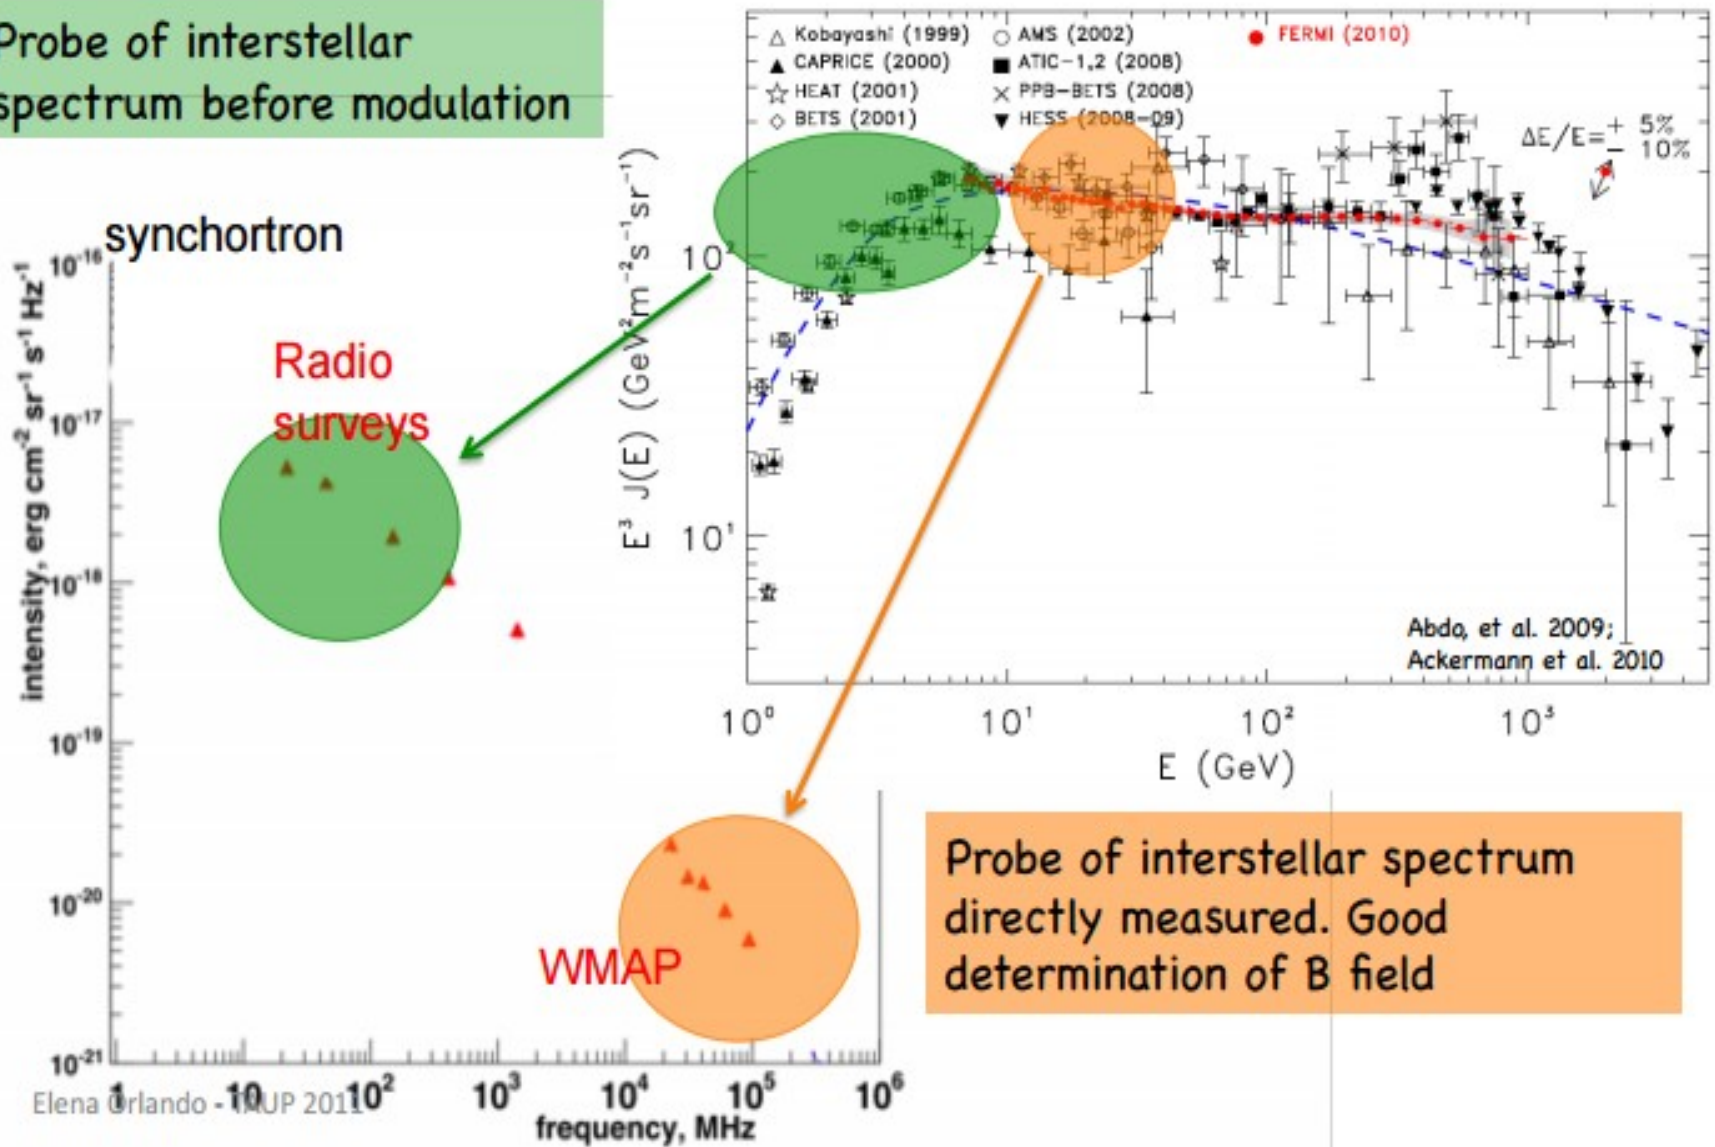 Probe of interstellar
spectrum before modulation
synchortron
Radio
surveys
WMAP
intensity, erg cm⁻² sr⁻¹ s⁻¹ Hz⁻¹
10⁻¹⁶
10⁻¹⁷
10⁻¹⁸
10⁻¹⁹
10⁻²⁰
10⁻²¹
1 10 10² 10³ 10⁴ 10⁵ 10⁶
frequency, MHz
Elena Orlando - TAUP 2011
△ Kobayashi (1999) ○ AMS (2002) ● FERMI (2010)
▲ CAPRICE (2000) ■ ATIC-1,2 (2008)
☆ HEAT (2001) × PPB-BETS (2008)
◇ BETS (2001) ▼ HESS (2008-09)
ΔE/E= + 5%
− 10%
E³ J(E) (GeV²m⁻²s⁻¹sr⁻¹)
10²
10¹
Abdo, et al. 2009;
Ackermann et al. 2010
10⁰ 10¹ 10² 10³
E (GeV)
Probe of interstellar spectrum
directly measured. Good
determination of B field